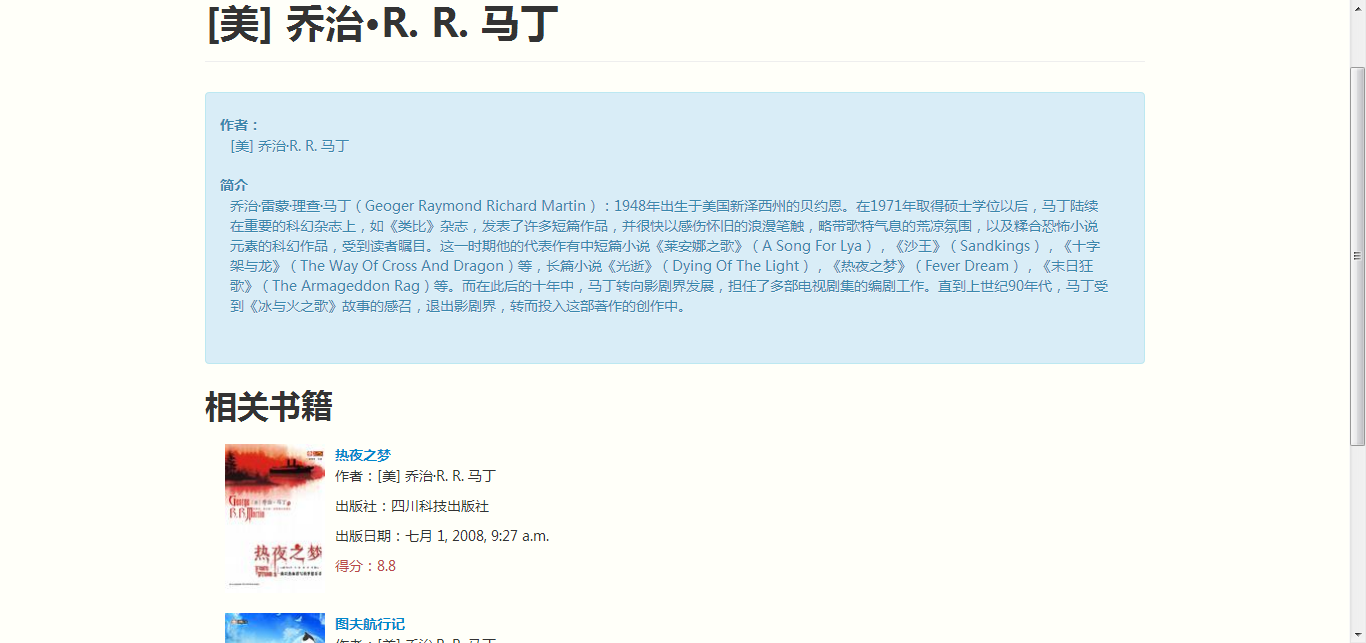 [美] 乔治•R. R. 马丁
作者：
[美] 乔治·R. R. 马丁
简介
乔治·雷蒙·理查·马丁（Geoger Raymond Richard Martin）：1948年出生于美国新泽西州的贝约恩。在1971年取得硕士学位以后，马丁陆续
在重要的科幻杂志上，如《类比》杂志，发表了许多短篇作品，并很快以感伤怀旧的浪漫笔触，略带歌特气息的荒凉氛围，以及糅合恐怖小说
元素的科幻作品，受到读者瞩目。这一时期他的代表作有中短篇小说《莱安娜之歌》（A Song For Lya），《沙王》（Sandkings），《十字
架与龙》（The Way Of Cross And Dragon）等，长篇小说《光逝》（Dying Of The Light），《热夜之梦》（Fever Dream），《末日狂
歌》（The Armageddon Rag）等。而在此后的十年中，马丁转向影剧界发展，担任了多部电视剧集的编剧工作。直到上世纪90年代，马丁受
到《冰与火之歌》故事的感召，退出影剧界，转而投入这部著作的创作中。
相关书籍
George
R.R.Martin
热夜之梦
热夜之梦
作者：[美] 乔治·R. R. 马丁
出版社：四川科技出版社
出版日期：七月 1, 2008, 9:27 a.m.
得分：8.8
图夫航行记
作者：[美] 乔治·R. R. 马丁